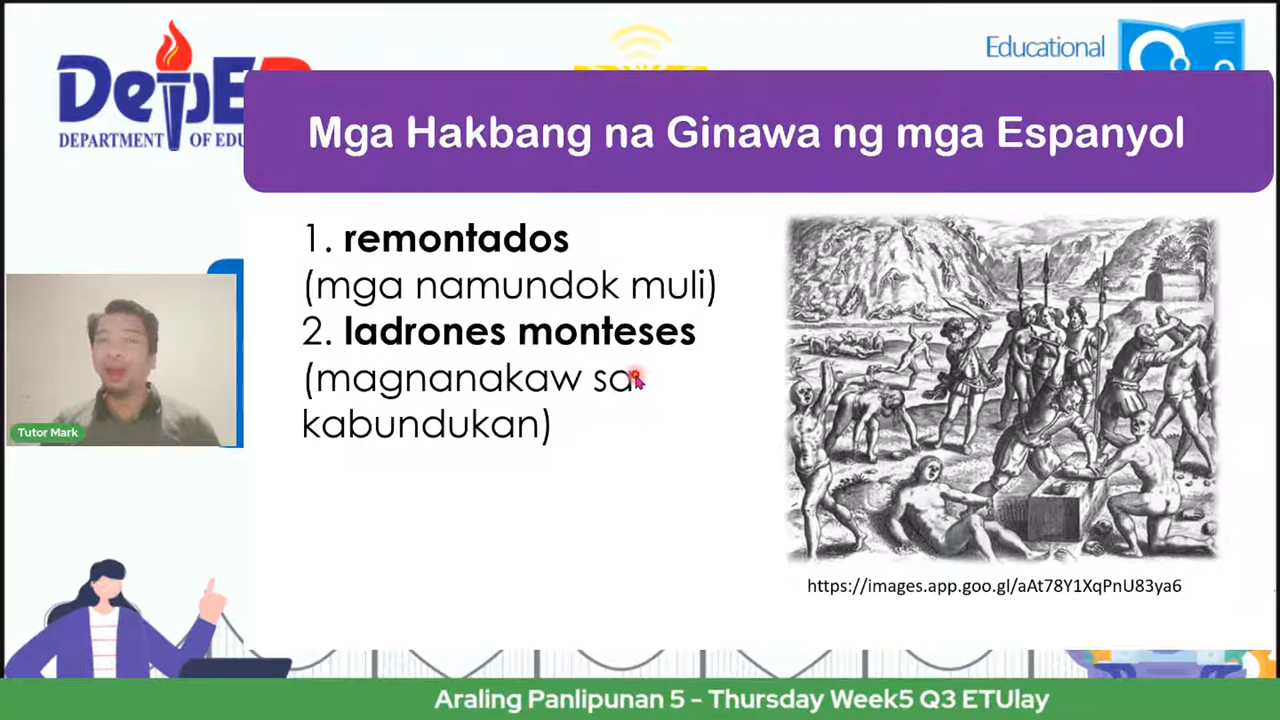 DepED
DEPARTMENT OF EDU
Educational
Mga Hakbang na Ginawa ng mga Espanyol
1. remontados
(mga namundok muli)
2. ladrones monteses
(magnanakaw sa
kabundukan)
https://images.app.goo.gl/aAt78Y1XqPnU83ya6
Tutor Mark
Araling Panlipunan 5 - Thursday Week5 Q3 ETUlay